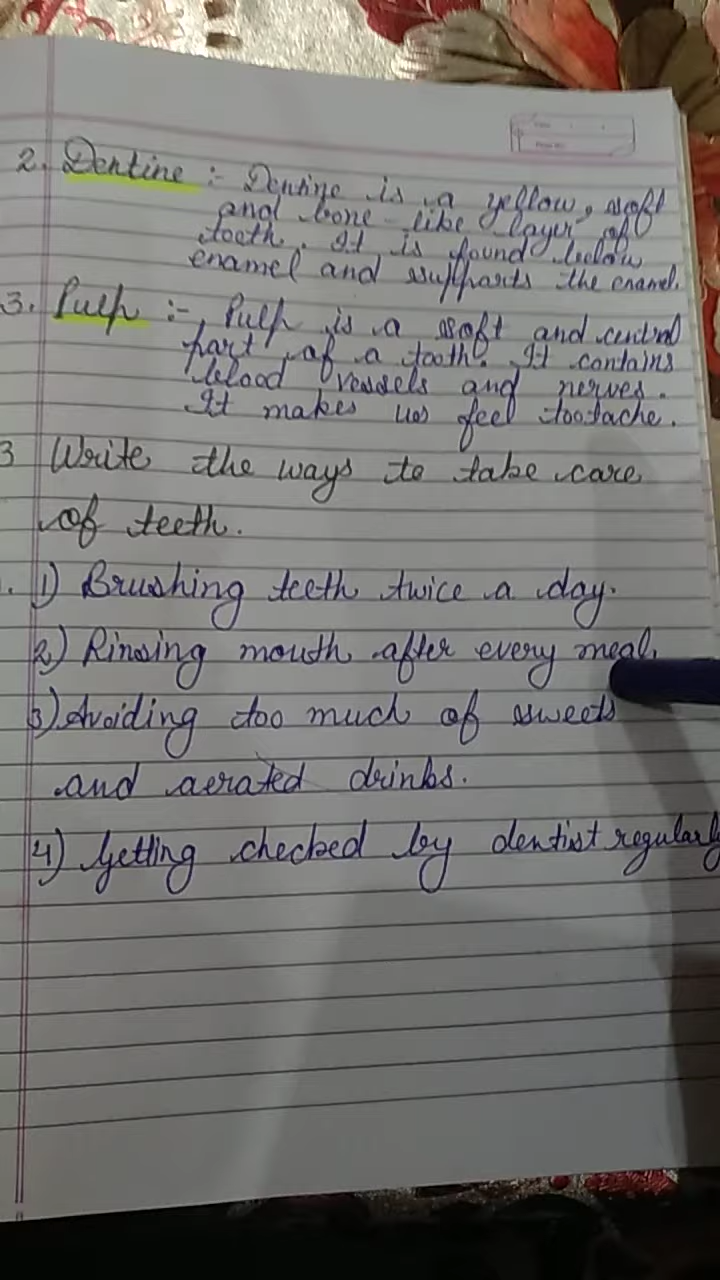 2. Dentine :- Dentine is a yellow, soft
and bone like layer of
tooth. It is found below
enamel and supports the enamel.
3. Pulp :- Pulp is a soft and central
part of a tooth. It contains
blood vessels and nerves.
It makes us feel toothache.
3 Write the ways to take care
of teeth.
1) Brushing teeth twice a day.
2) Rinsing mouth after every meal.
3) Avoiding too much of sweets
and aerated drinks.
4) Getting checked by dentist regularly